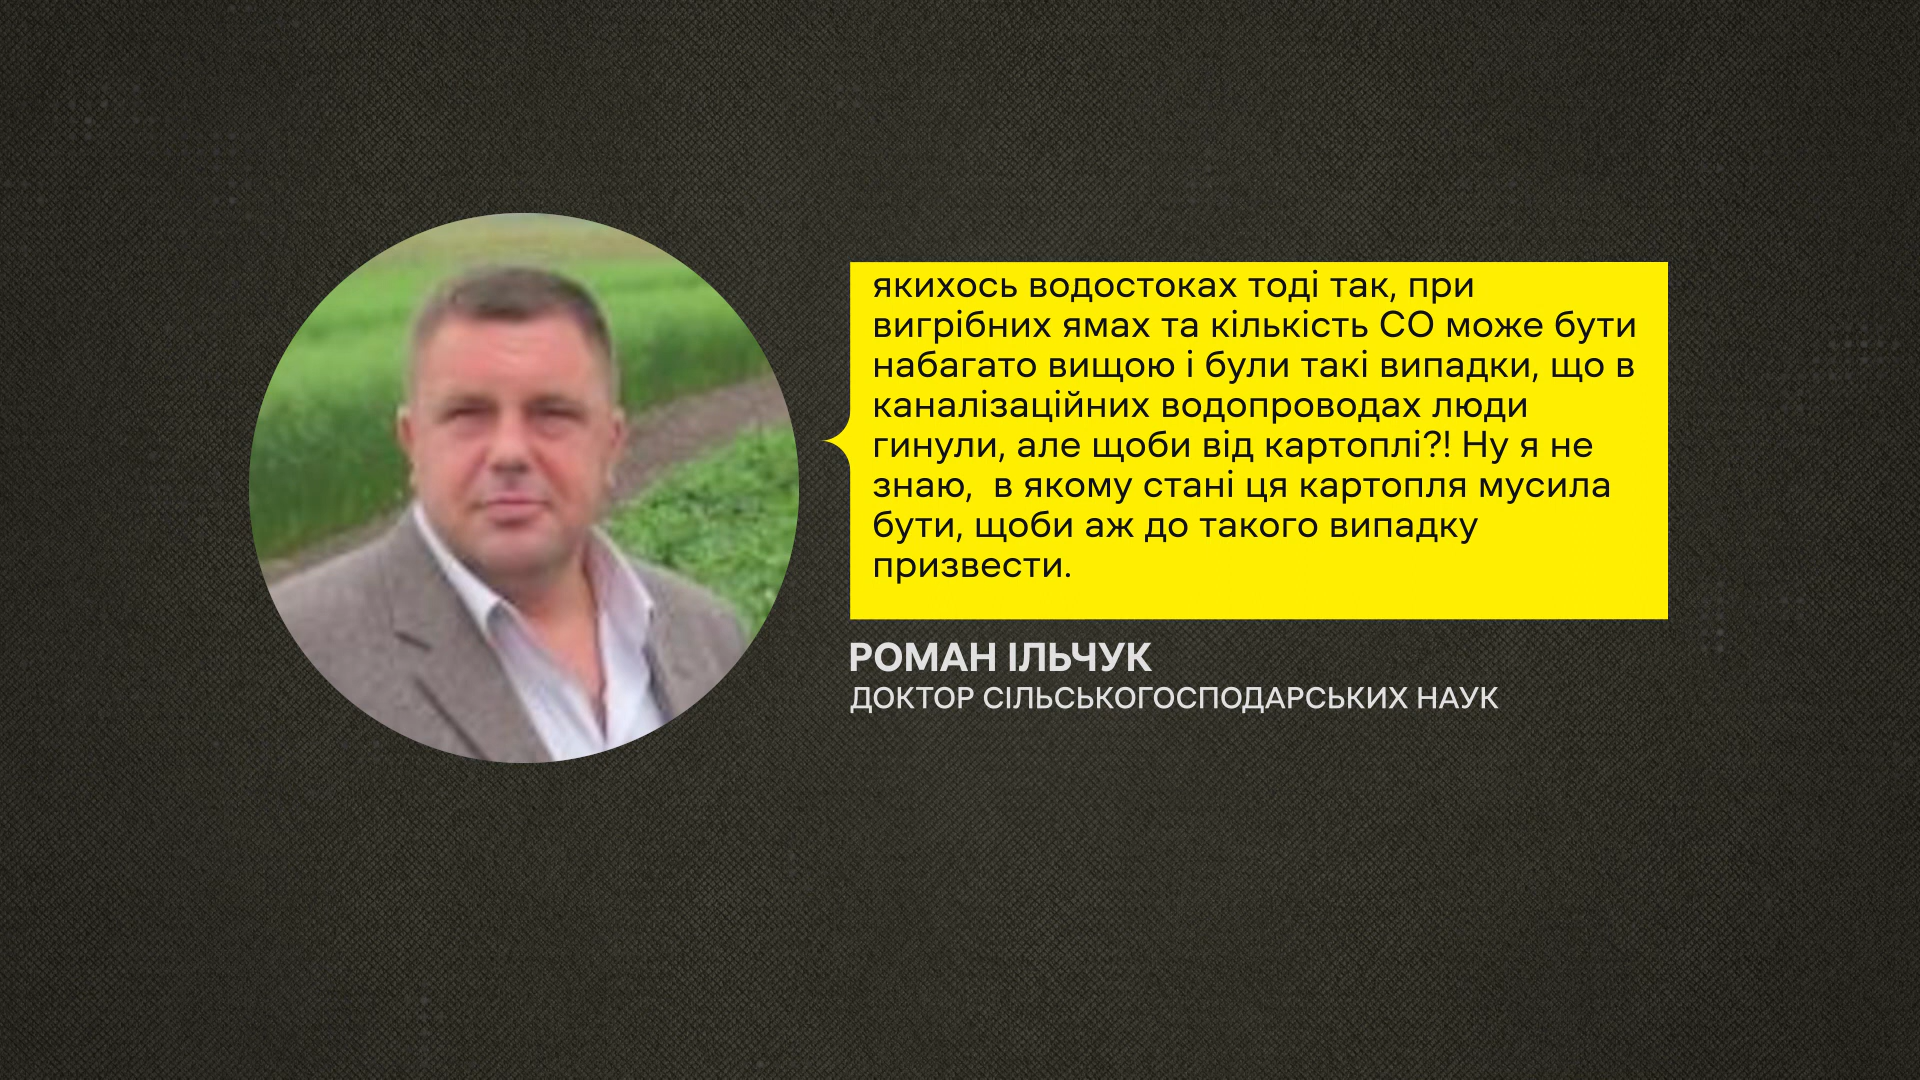 якихось водостоках тоді так, при
вигрібних ямах та кількість СО може бути
набагато вищою і були такі випадки, що в
каналізаційних водопроводах люди
гинули, але щоби від картоплі?! Ну я не
знаю,  в якому стані ця картопля мусила
бути, щоби аж до такого випадку
призвести.
РОМАН ІЛЬЧУК
ДОКТОР СІЛЬСЬКОГОСПОДАРСЬКИХ НАУК